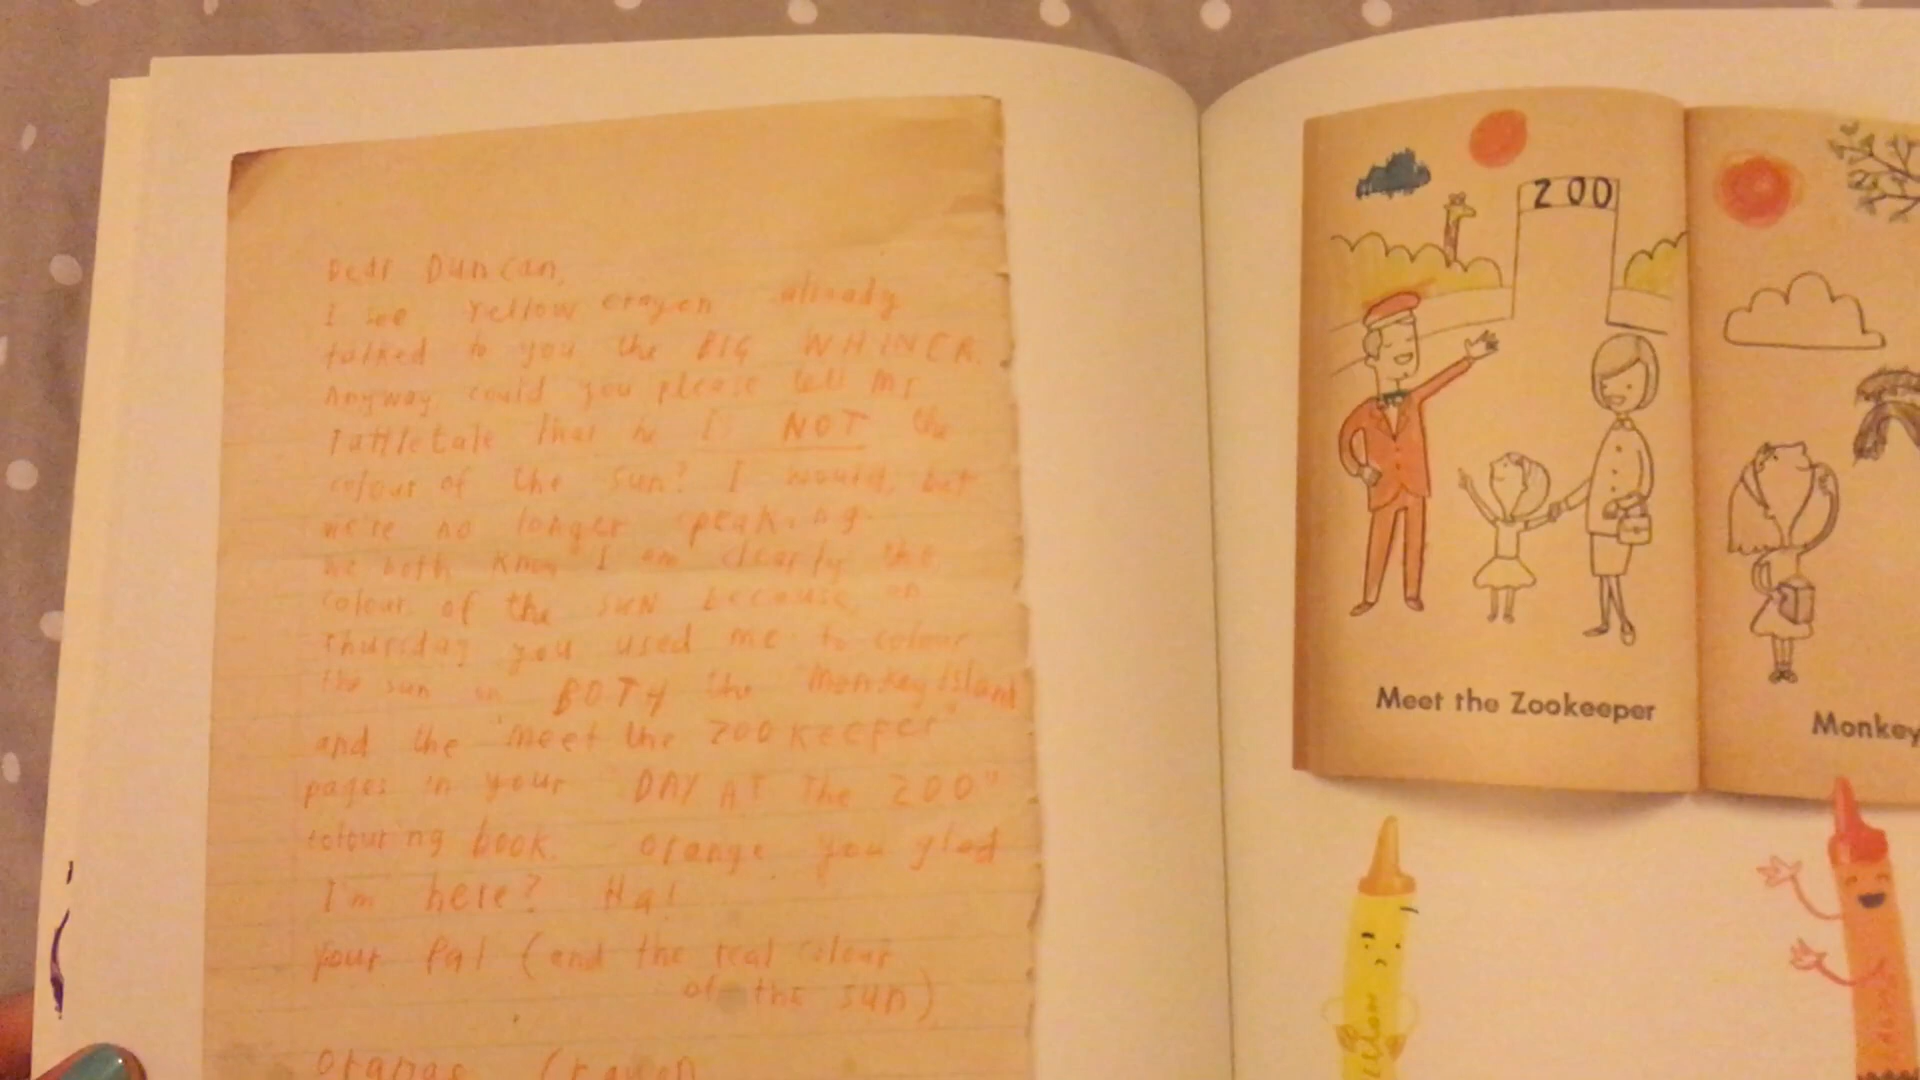 Dear Duncan,
I see Yellow crayon already
talked to you the BIG WHINER.
Anyway, could you please tell Mr
Tattletale that he is NOT the
colour of the sun? I would, but
we're no longer speaking.
We both know I am clearly the
colour of the SUN because, on
Thursday you used me to colour
the sun on BOTH the "Monkey Island"
and the "Meet the ZOOKEEPER"
pages in your "DAY AT The ZOO"
colouring book. Orange you glad
I'm here? Ha!
Your Pal (and the real colour
of the sun)
Orange Crayon
ZOO
Meet the Zookeeper
Monkey
Yellow